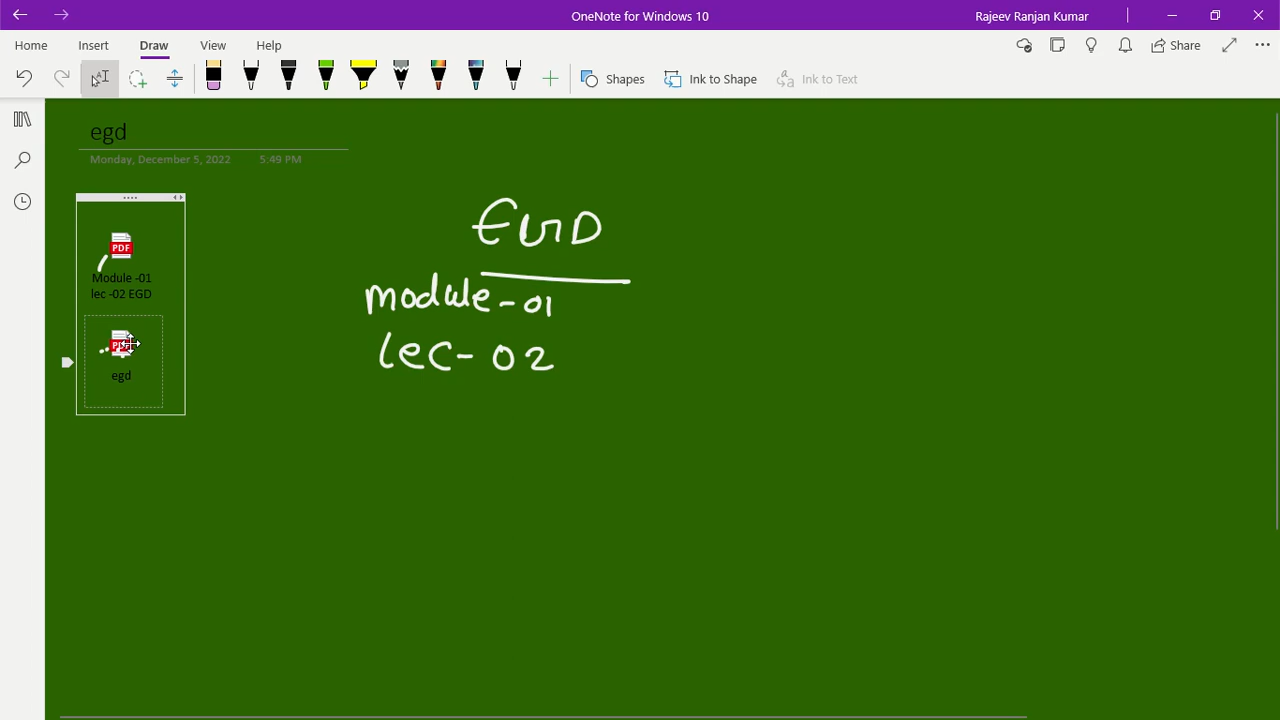 OneNote for Windows 10
Rajeev Ranjan Kumar
Home Insert Draw View Help
Share
Shapes
Ink to Shape
Ink to Text
egd
Monday, December 5, 2022 5:49 PM
PDF
Module -01
lec -02 EGD
PDF
egd
EGD
module-01
lec-02